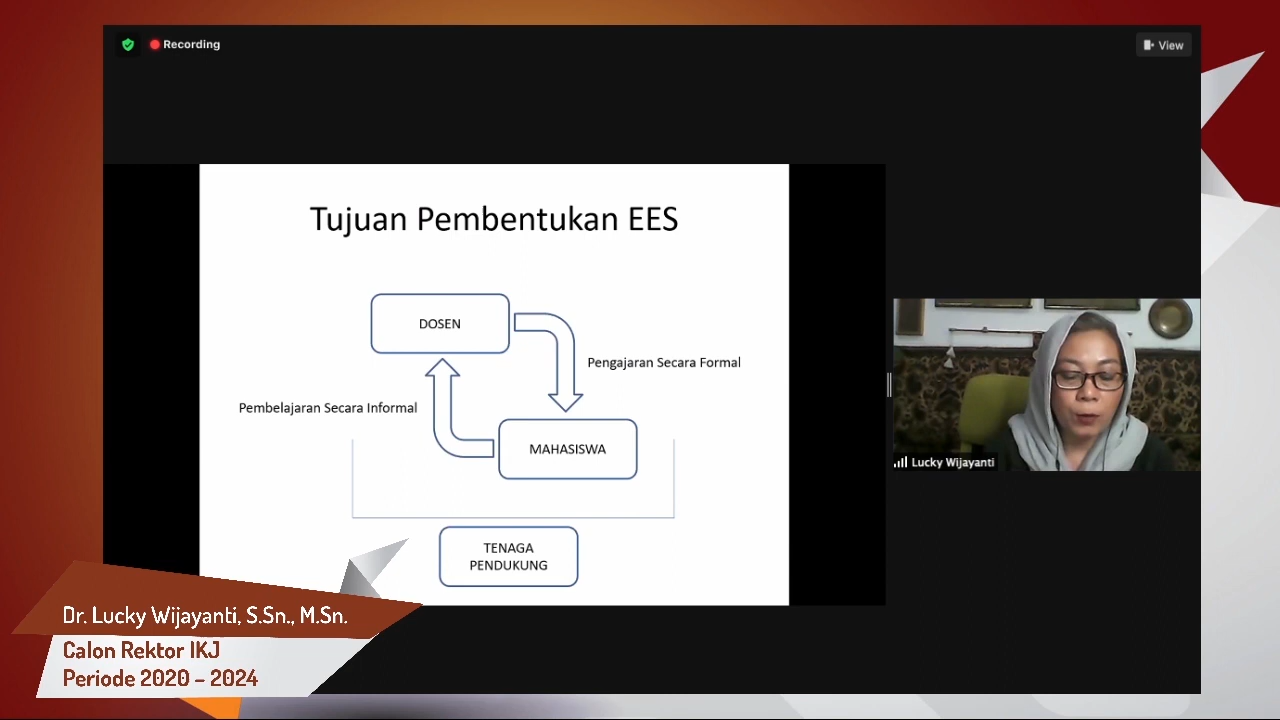 Recording
View
Tujuan Pembentukan EES
DOSEN
Pengajaran Secara Formal
Pembelajaran Secara Informal
MAHASISWA
TENAGA
PENDUKUNG
Lucky Wijayanti
Dr. Lucky Wijayanti, S.Sn., M.Sn.
Calon Rektor IKJ
Periode 2020 – 2024